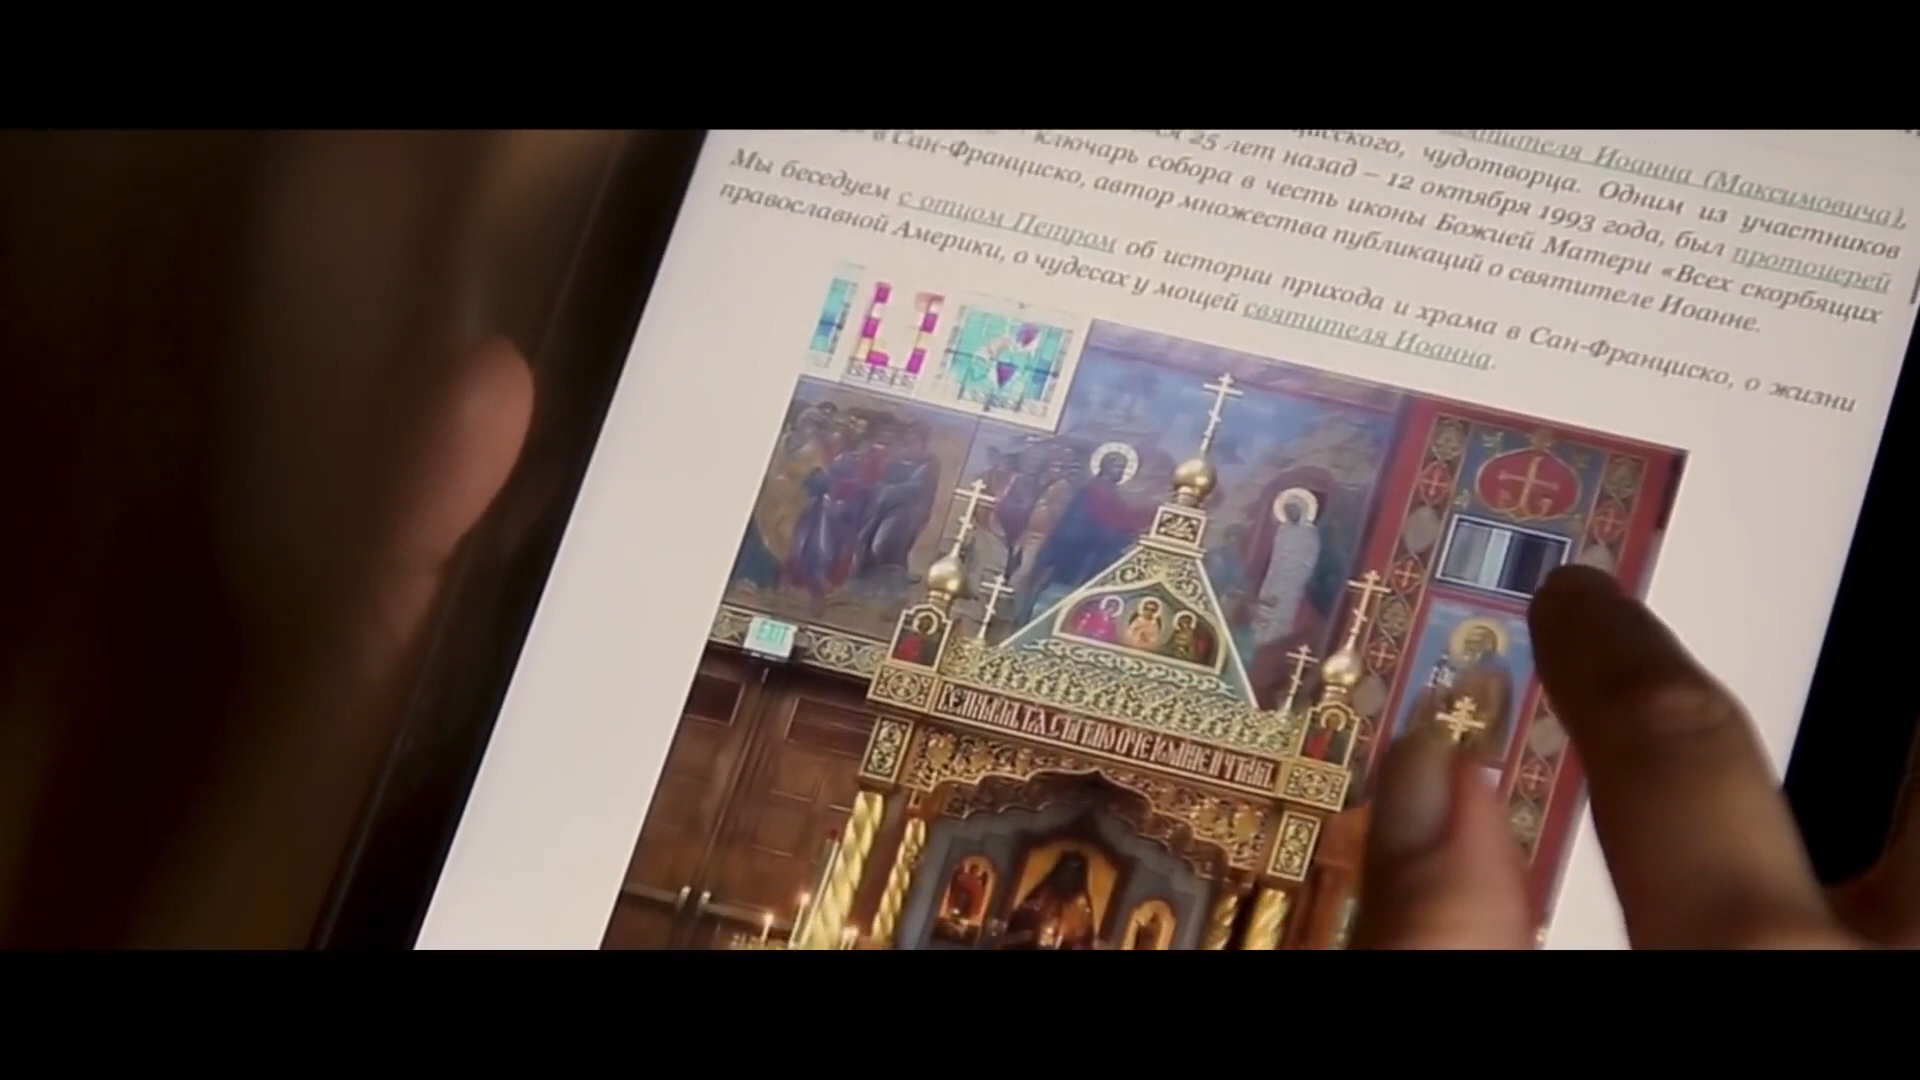 святителя Иоанна (Максимовича),
25 лет назад – 12 октября 1993 года, был протоиерей
чудотворца. Одним из участников
ключарь собора в честь иконы Божией Матери «Всех скорбящих
в Сан-Франциско, автор множества публикаций о святителе Иоанне.
Мы беседуем с отцом Петром об истории прихода и храма в Сан-Франциско, о жизни
православной Америки, о чудесах у мощей святителя Иоанна.
EXIT